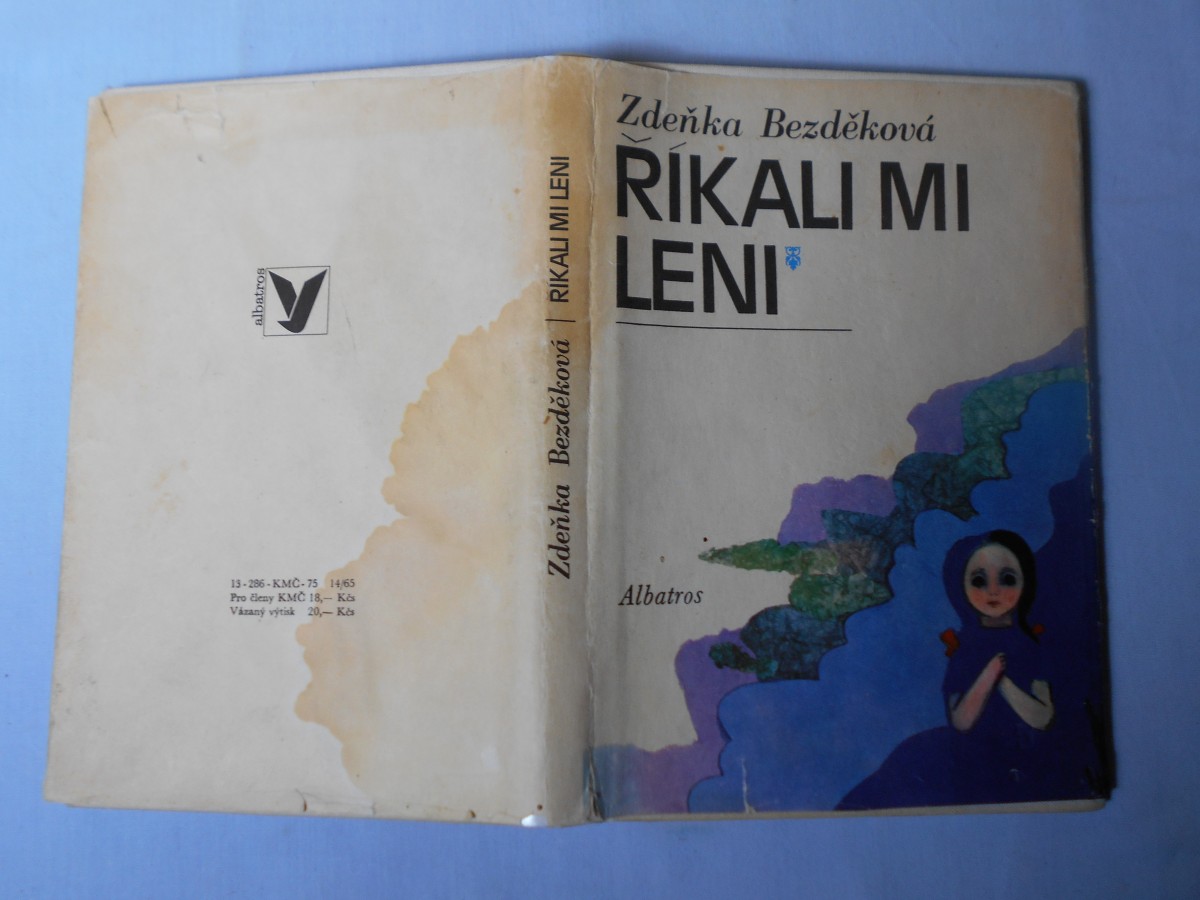 Zdeňka Bezděková
ŘÍKALI MI
LENI
Albatros
Zdeňka Bezděková | ŘIKALI MI LENI
albatros
13-286-KMČ-75 14/65
Pro členy KMČ 18,— Kčs
Vázaný výtisk 20,— Kčs